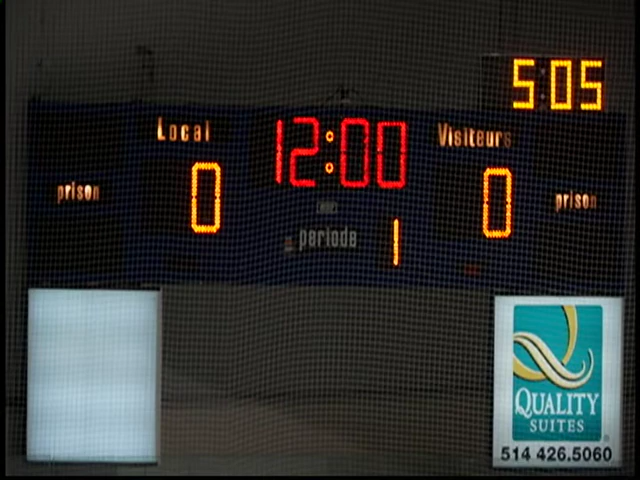 5:05
Local 12:00 Visiteurs
prison 0 0 prison
periode 1
QUALITY
SUITES
514 426.5060